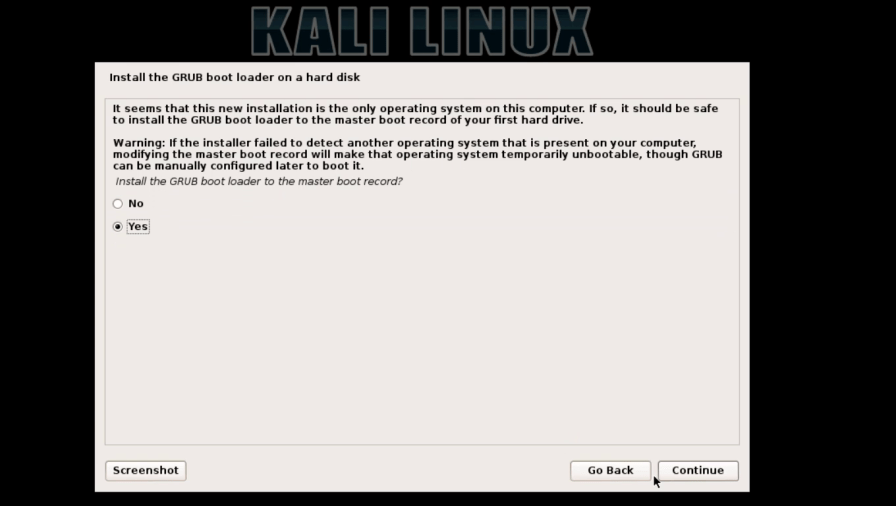 KALI LINUX
Install the GRUB boot loader on a hard disk
It seems that this new installation is the only operating system on this computer. If so, it should be safe
to install the GRUB boot loader to the master boot record of your first hard drive.
Warning: If the installer failed to detect another operating system that is present on your computer,
modifying the master boot record will make that operating system temporarily unbootable, though GRUB
can be manually configured later to boot it.
Install the GRUB boot loader to the master boot record?
No
Yes
Screenshot
Go Back
Continue